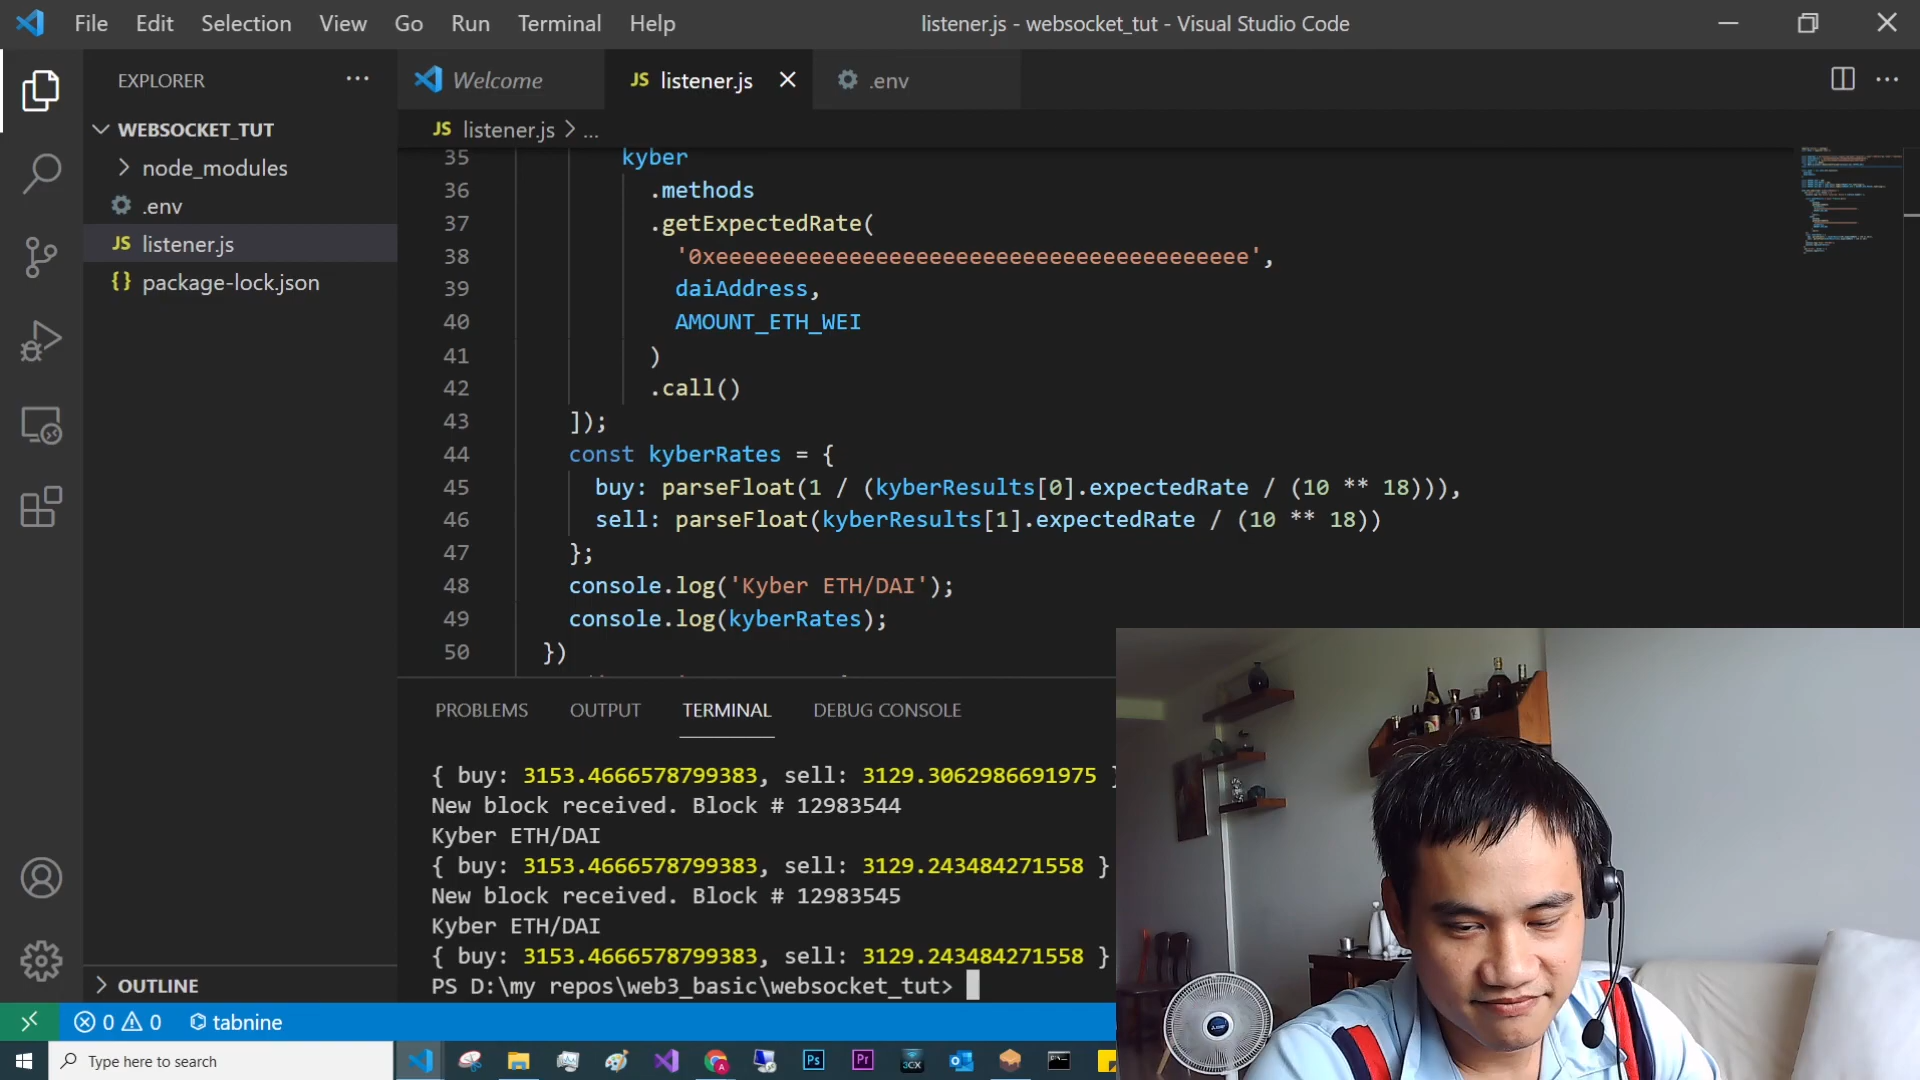 File Edit Selection View Go Run Terminal Help
listener.js - websocket_tut - Visual Studio Code
EXPLORER
WEBSOCKET_TUT
node_modules
.env
JS listener.js
{} package-lock.json
OUTLINE
Welcome
JS listener.js
.env
JS listener.js > ...
35 kyber
36 .methods
37 .getExpectedRate(
38 '0xeeeeeeeeeeeeeeeeeeeeeeeeeeeeeeeeeeeeeeee',
39 daiAddress,
40 AMOUNT_ETH_WEI
41 )
42 .call()
43 ]);
44 const kyberRates = {
45 buy: parseFloat(1 / (kyberResults[0].expectedRate / (10 ** 18))),
46 sell: parseFloat(kyberResults[1].expectedRate / (10 ** 18))
47 };
48 console.log('Kyber ETH/DAI');
49 console.log(kyberRates);
50 })
PROBLEMS OUTPUT TERMINAL DEBUG CONSOLE
{ buy: 3153.4666578799383, sell: 3129.3062986691975 }
New block received. Block # 12983544
Kyber ETH/DAI
{ buy: 3153.4666578799383, sell: 3129.243484271558 }
New block received. Block # 12983545
Kyber ETH/DAI
{ buy: 3153.4666578799383, sell: 3129.243484271558 }
PS D:\my repos\web3_basic\websocket_tut>
0 0 tabnine
Type here to search
A Ps Pr 3CX